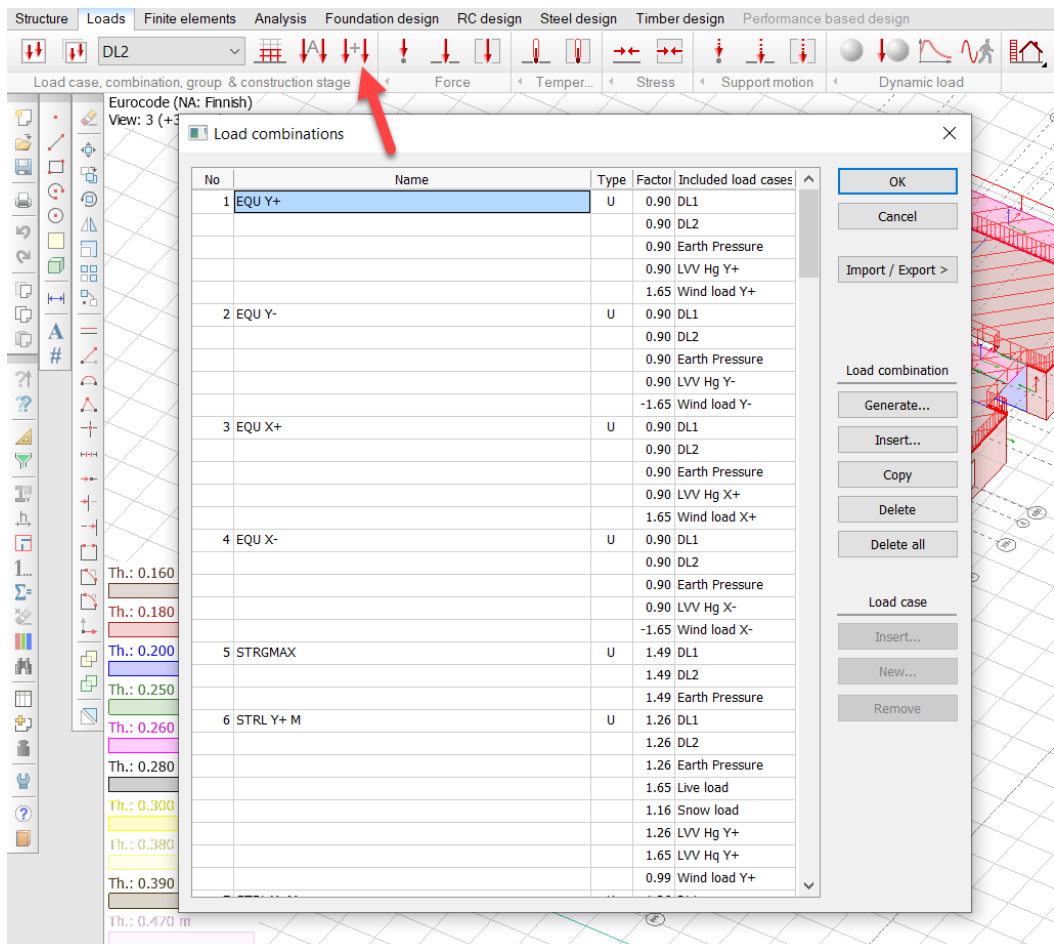 Structure Loads Finite elements Analysis Foundation design RC design Steel design Timber design Performance based design
DL2
Load case, combination, group & construction stage Force Temper... Stress Support motion Dynamic load
Eurocode (NA: Finnish)
View: 3 (+3
Load combinations
No Name Type Factor Included load cases
1 EQU Y+ U 0.90 DL1
0.90 DL2
0.90 Earth Pressure
0.90 LVV Hg Y+
1.65 Wind load Y+
2 EQU Y- U 0.90 DL1
0.90 DL2
0.90 Earth Pressure
0.90 LVV Hg Y-
-1.65 Wind load Y-
3 EQU X+ U 0.90 DL1
0.90 DL2
0.90 Earth Pressure
0.90 LVV Hg X+
1.65 Wind load X+
4 EQU X- U 0.90 DL1
0.90 DL2
0.90 Earth Pressure
0.90 LVV Hg X-
-1.65 Wind load X-
5 STRGMAX U 1.49 DL1
1.49 DL2
1.49 Earth Pressure
6 STRL Y+ M U 1.26 DL1
1.26 DL2
1.26 Earth Pressure
1.65 Live load
1.16 Snow load
1.26 LVV Hg Y+
1.65 LVV Hq Y+
0.99 Wind load Y+
OK
Cancel
Import / Export >
Load combination
Generate...
Insert...
Copy
Delete
Delete all
Load case
Insert...
New...
Remove
Th.: 0.160
Th.: 0.180
Th.: 0.200
Th.: 0.250
Th.: 0.260
Th.: 0.280
Th.: 0.300
Th.: 0.380
Th.: 0.390
Th.: 0.470 m